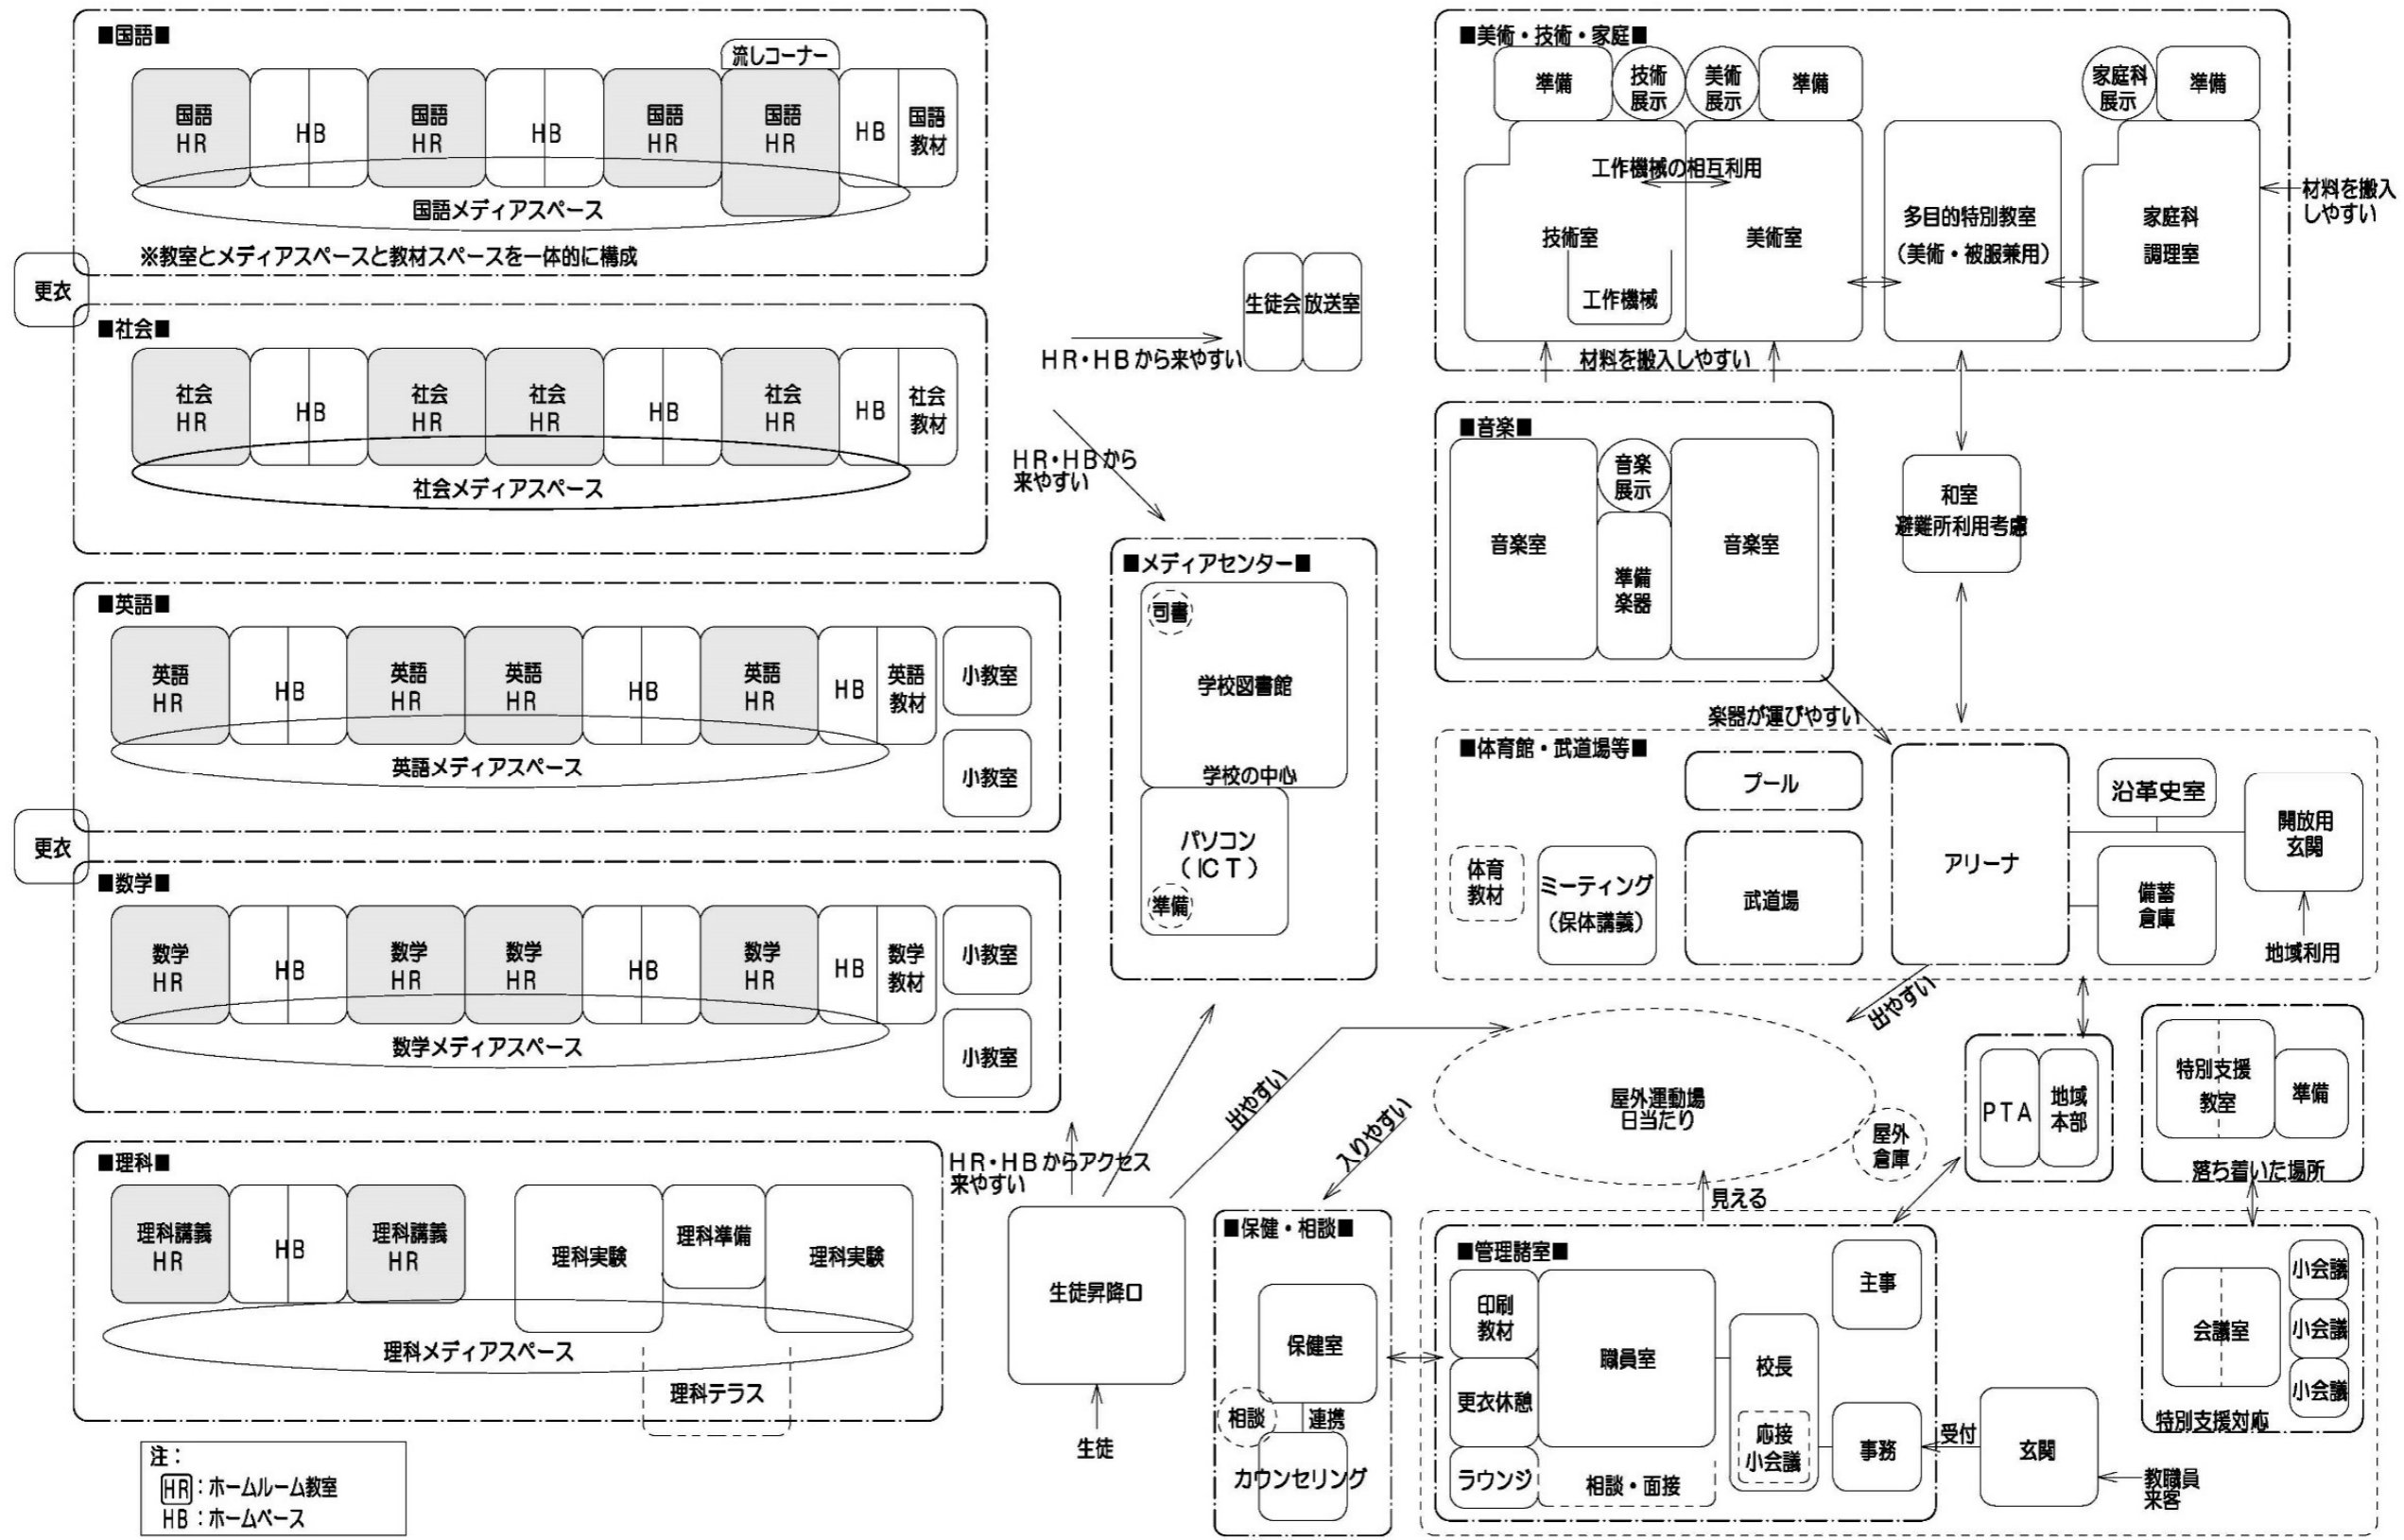 ■国語■
流しコーナー
国語
HR
HB
国語
HR
HB
国語
HR
国語
HR
HB
国語
教材
国語メディアスペース
※教室とメディアスペースと教材スペースを一体的に構成
更衣
■社会■
社会
HR
HB
社会
HR
社会
HR
HB
社会
HR
HB
社会
教材
社会メディアスペース
■英語■
英語
HR
HB
英語
HR
英語
HR
HB
英語
HR
HB
英語
教材
小教室
小教室
英語メディアスペース
更衣
■数学■
数学
HR
HB
数学
HR
数学
HR
HB
数学
HR
HB
数学
教材
小教室
小教室
数学メディアスペース
■理科■
理科講義
HR
HB
理科講義
HR
理科実験
理科準備
理科実験
理科メディアスペース
理科テラス
注:
HR:ホームルーム教室
HB:ホームベース
生徒会
放送室
HR・HBから来やすい
HR・HBから
来やすい
■メディアセンター■
司書
学校図書館
学校の中心
パソコン
(ICT)
準備
HR・HBからアクセス
来やすい
生徒昇降口
生徒
出やすい
入りやすい
■美術・技術・家庭■
準備
技術
展示
美術
展示
準備
家庭科
展示
準備
工作機械の相互利用
技術室
工作機械
美術室
多目的特別教室
(美術・被服兼用)
家庭科
調理室
材料を搬入
しやすい
材料を搬入しやすい
■音楽■
音楽室
音楽
展示
準備
楽器
音楽室
和室
避難所利用考慮
楽器が運びやすい
■体育館・武道場等■
プール
体育
教材
ミーティング
(保体講義)
武道場
アリーナ
沿革史室
備蓄
倉庫
開放用
玄関
地域利用
出やすい
屋外運動場
日当たり
屋外
倉庫
見える
PTA
地域
本部
特別支援
教室
準備
落ち着いた場所
■保健・相談■
保健室
相談
連携
カウンセリング
■管理諸室■
印刷
教材
更衣休憩
ラウンジ
職員室
相談・面接
校長
応接
小会議
主事
事務
受付
玄関
教職員
来客
会議室
小会議
小会議
小会議
特別支援対応